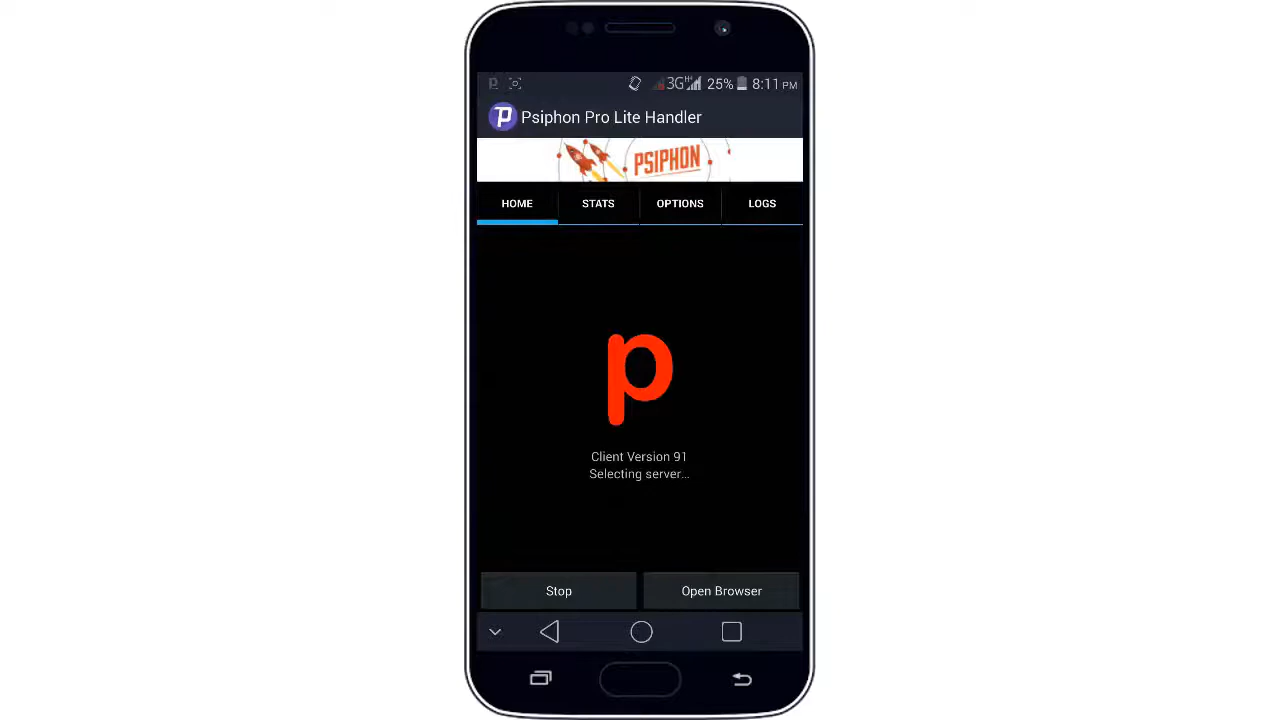 3G H 25% 8:11 PM
Psiphon Pro Lite Handler
PSIPHON
HOME STATS OPTIONS LOGS
p
Client Version 91
Selecting server...
Stop Open Browser